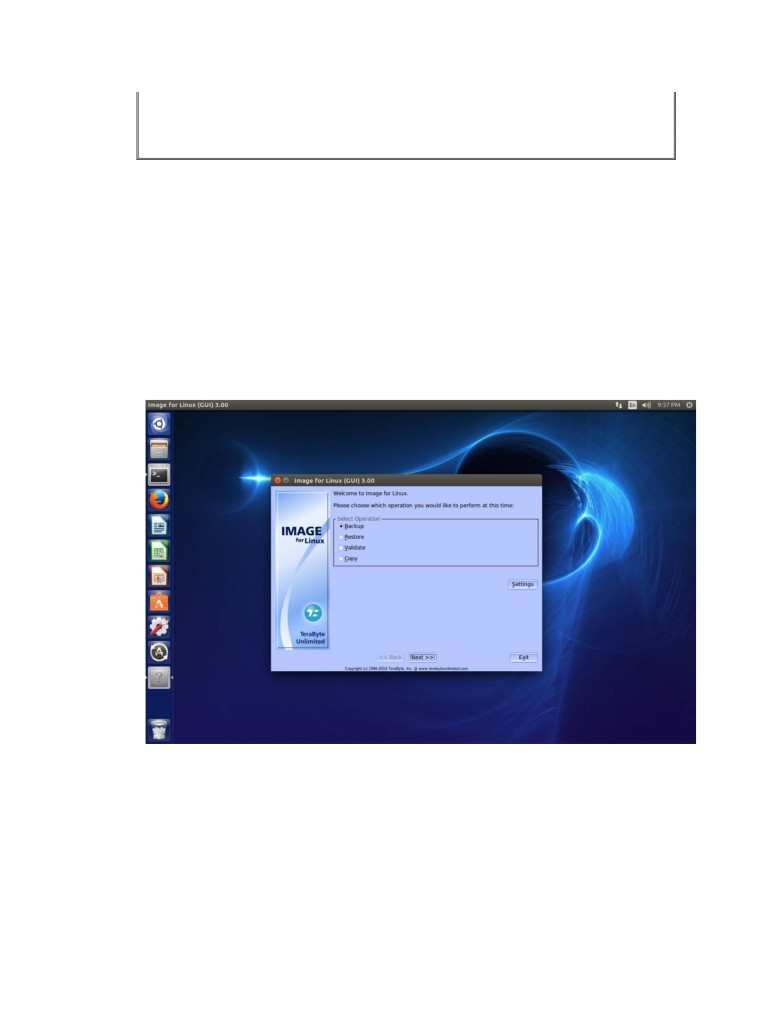 Image for Linux (GUI) 3.00
En
9:57 PM
Image for Linux (GUI) 3.00
Welcome to Image for Linux.
Please choose which operation you would like to perform at this time:
Select Operation
Backup
Restore
Validate
Copy
IMAGE
for Linux
Settings
TeraByte
Unlimited
<< Back
Next >>
Exit
Copyright (c) 1996-2016 TeraByte, Inc. @ www.terabyteunlimited.com